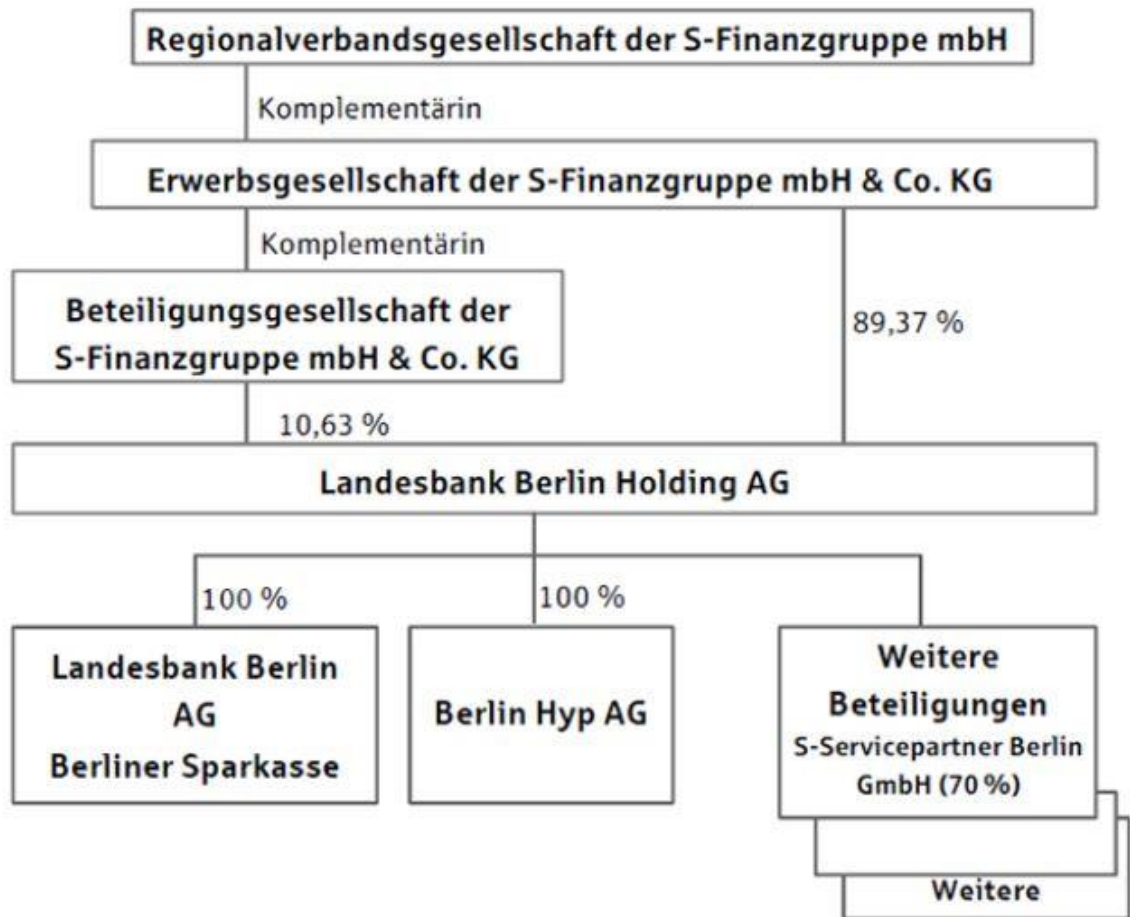 Regionalverbandsgesellschaft der S-Finanzgruppe mbH
Komplementärin
Erwerbsgesellschaft der S-Finanzgruppe mbH & Co. KG
Komplementärin
Beteiligungsgesellschaft der
S-Finanzgruppe mbH & Co. KG
89,37 %
10,63 %
Landesbank Berlin Holding AG
100 %
100 %
Landesbank Berlin
AG
Berliner Sparkasse
Berlin Hyp AG
Weitere
Beteiligungen
S-Servicepartner Berlin
GmbH (70 %)
Weitere